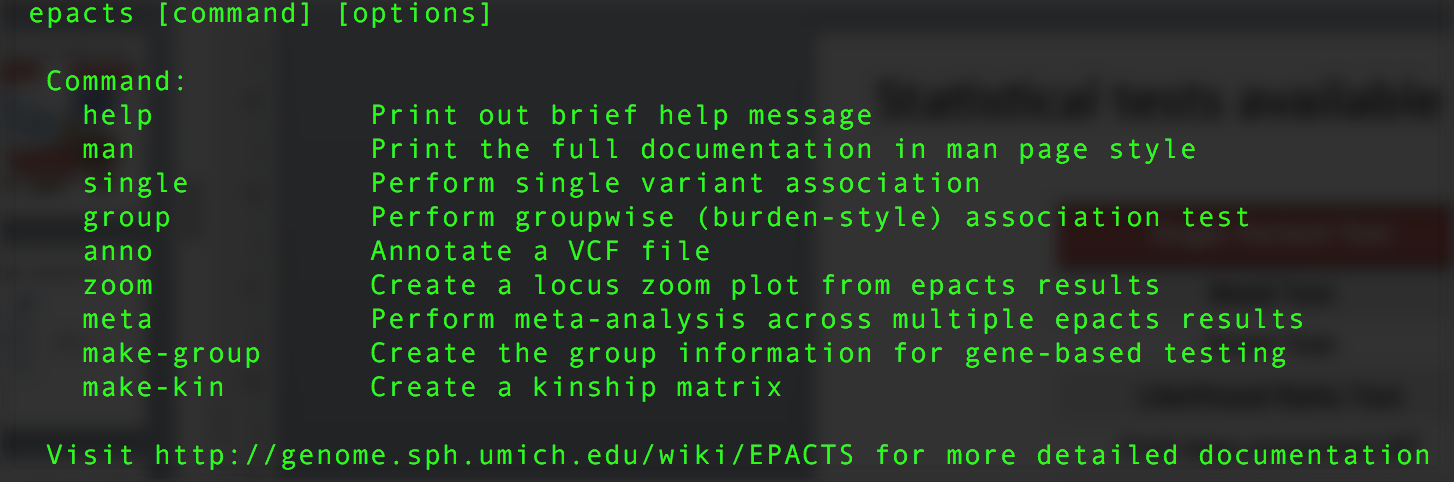 epacts [command] [options]
Command:
help Print out brief help message
man Print the full documentation in man page style
single Perform single variant association
group Perform groupwise (burden-style) association test
anno Annotate a VCF file
zoom Create a locus zoom plot from epacts results
meta Perform meta-analysis across multiple epacts results
make-group Create the group information for gene-based testing
make-kin Create a kinship matrix
Visit http://genome.sph.umich.edu/wiki/EPACTS for more detailed documentation
Statistical tests available